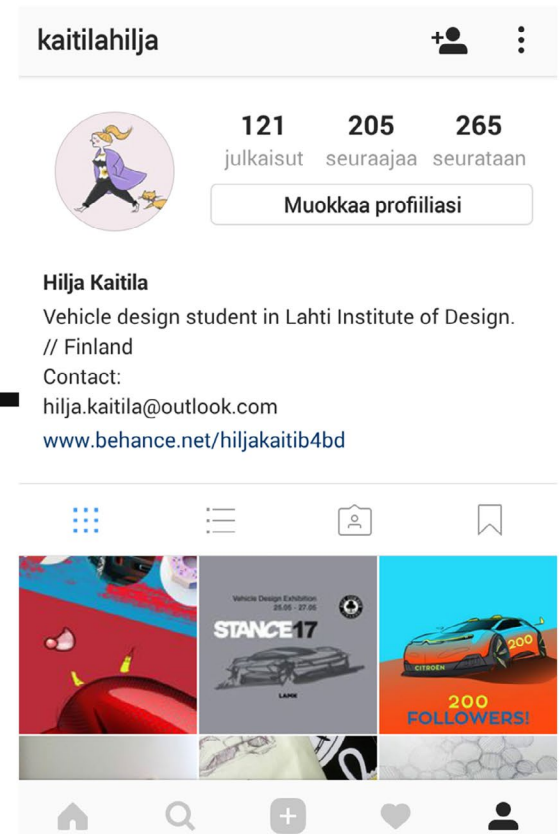 kaitilahilja
121 205 265
julkaisut seuraajaa seurataan
Muokkaa profiiliasi
Hilja Kaitila
Vehicle design student in Lahti Institute of Design.
// Finland
Contact:
hilja.kaitila@outlook.com
www.behance.net/hiljakaitib4bd
Vehicle Design Exhibition
25.05 - 27.05
STANCE17
LAMK
CITROËN
200
200
FOLLOWERS!